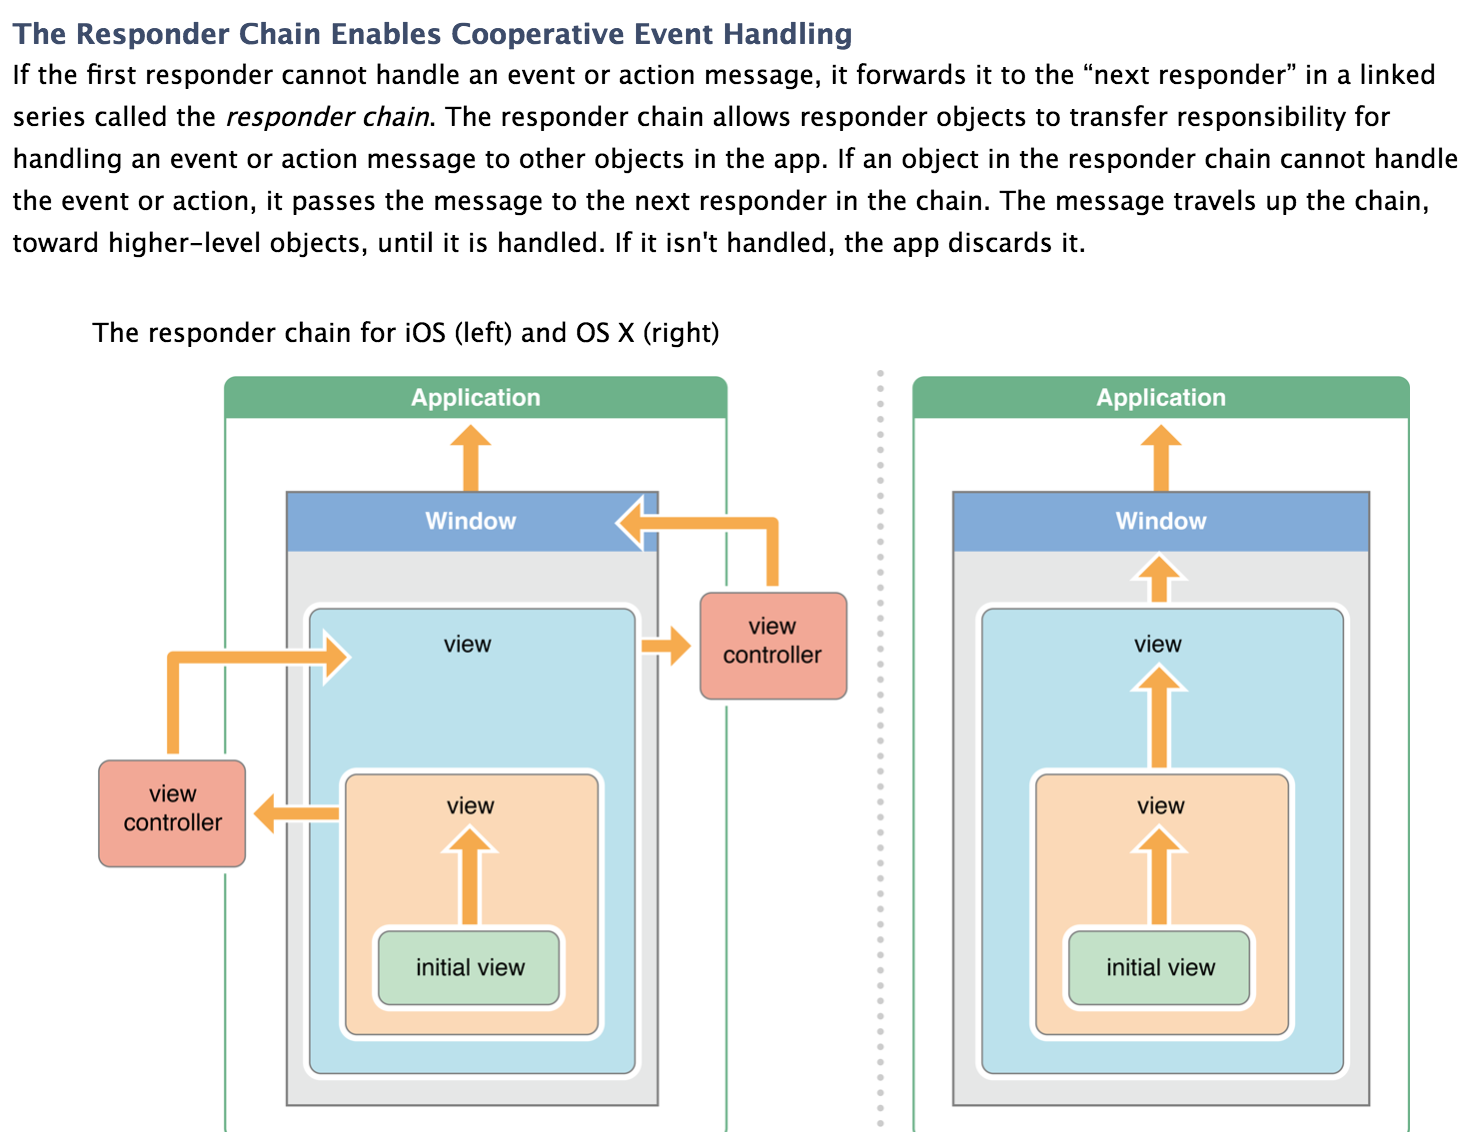 The Responder Chain Enables Cooperative Event Handling
If the first responder cannot handle an event or action message, it forwards it to the “next responder” in a linked
series called the responder chain. The responder chain allows responder objects to transfer responsibility for
handling an event or action message to other objects in the app. If an object in the responder chain cannot handle
the event or action, it passes the message to the next responder in the chain. The message travels up the chain,
toward higher-level objects, until it is handled. If it isn't handled, the app discards it.
The responder chain for iOS (left) and OS X (right)
Application
Window
view
controller
view
view
controller
view
initial view
Application
Window
view
view
initial view